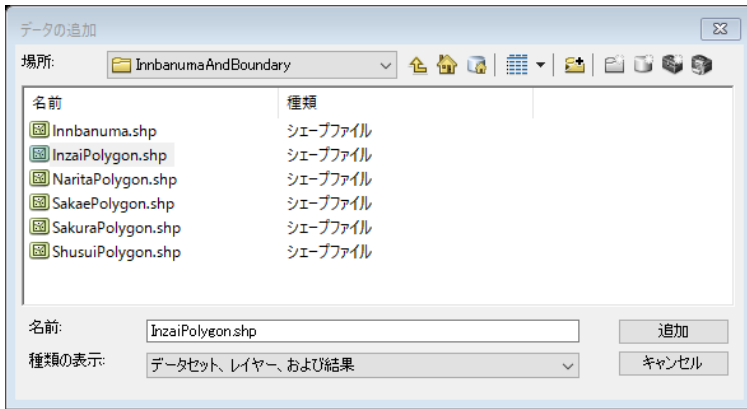 データの追加
場所: InnbanumaAndBoundary
名前 種類
Innbanuma.shp シェープファイル
InzaiPolygon.shp シェープファイル
NaritaPolygon.shp シェープファイル
SakaePolygon.shp シェープファイル
SakuraPolygon.shp シェープファイル
ShusuiPolygon.shp シェープファイル
名前: InzaiPolygon.shp 追加
種類の表示: データセット、レイヤー、および結果 キャンセル